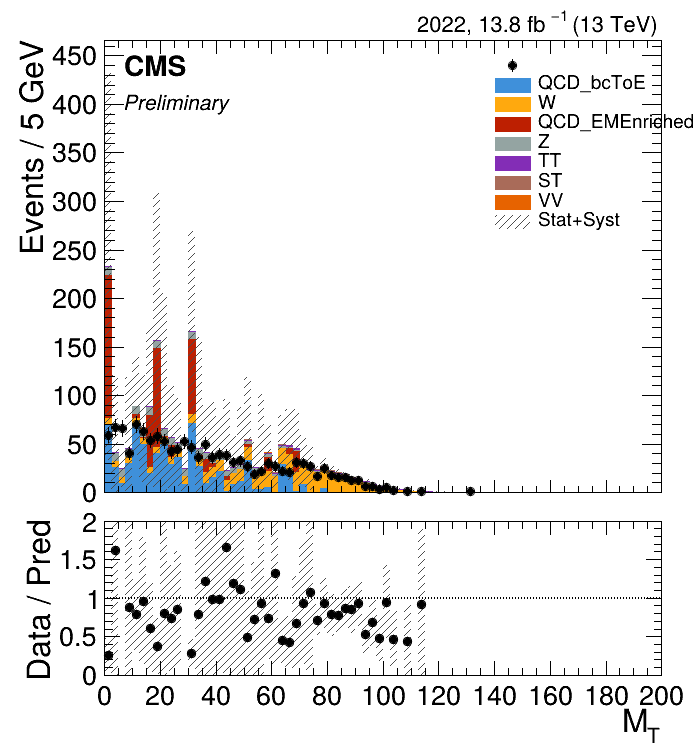 2022, 13.8 fb⁻¹ (13 TeV)
CMS
Preliminary
QCD_bcToE
W
QCD_EMEnriched
Z
TT
ST
VV
Stat+Syst
Events / 5 GeV
450
400
350
300
250
200
150
100
50
0
Data / Pred
2
1.5
1
0.5
0
0 20 40 60 80 100 120 140 160 180 200
M_T